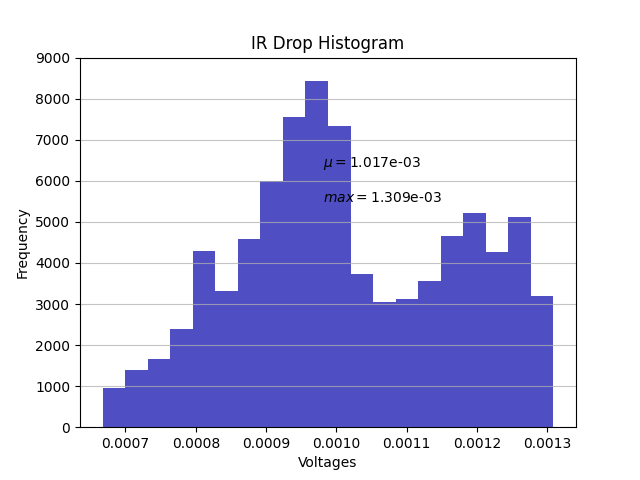 IR Drop Histogram
9000
8000
7000
6000
5000
4000
3000
2000
1000
0
Frequency
μ = 1.017e-03
max = 1.309e-03
0.0007 0.0008 0.0009 0.0010 0.0011 0.0012 0.0013
Voltages